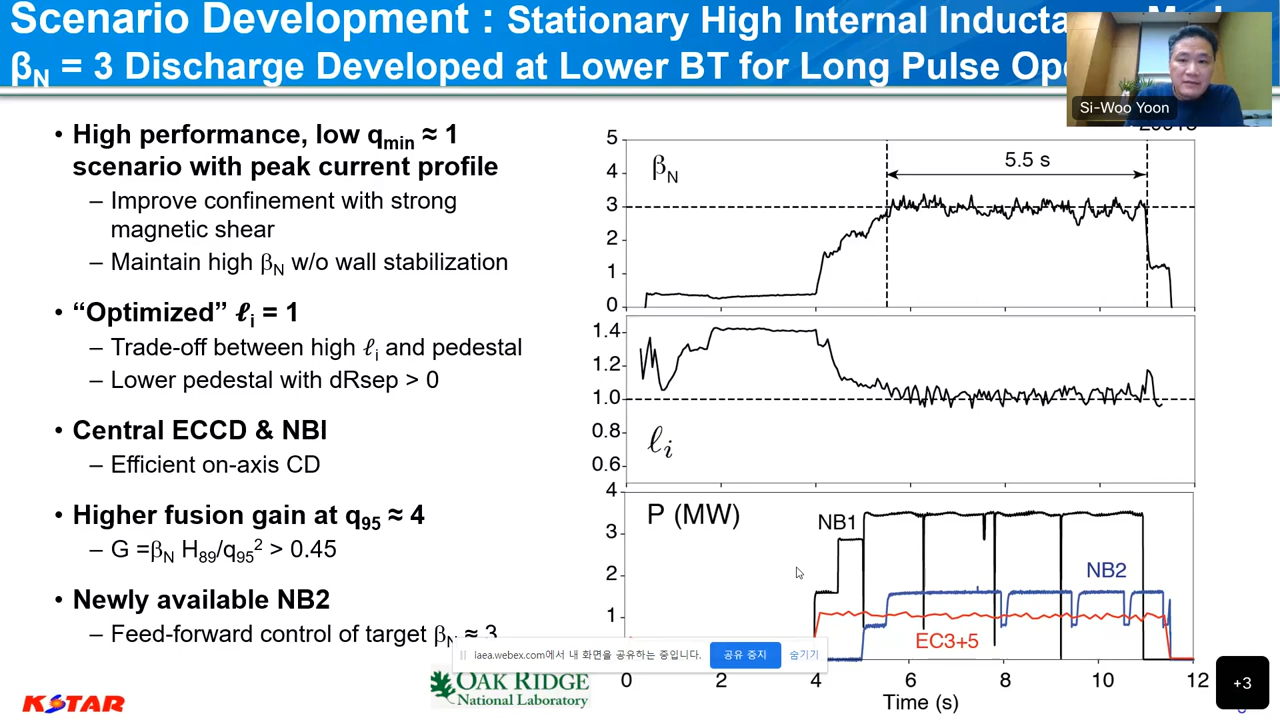 Scenario Development : Stationary High Internal Inducta
βN = 3 Discharge Developed at Lower BT for Long Pulse Op
Si-Woo Yoon
• High performance, low qmin ≈ 1
scenario with peak current profile
– Improve confinement with strong
magnetic shear
– Maintain high βN w/o wall stabilization
• “Optimized” ℓi = 1
– Trade-off between high ℓi and pedestal
– Lower pedestal with dRsep > 0
• Central ECCD & NBI
– Efficient on-axis CD
• Higher fusion gain at q95 ≈ 4
– G =βN H89/q95² > 0.45
• Newly available NB2
– Feed-forward control of target βN ≈ 3
5
4
3
2
1
0
βN
5.5 s
1.4
1.2
1.0
0.8
0.6
ℓi
4
3
2
1
P (MW)
NB1
NB2
EC3+5
0 2 4 6 8 10 12
Time (s)
iaea.webex.com에서 내 화면을 공유하는 중입니다.
공유 중지
숨기기
KSTAR
OAK RIDGE
National Laboratory
+3